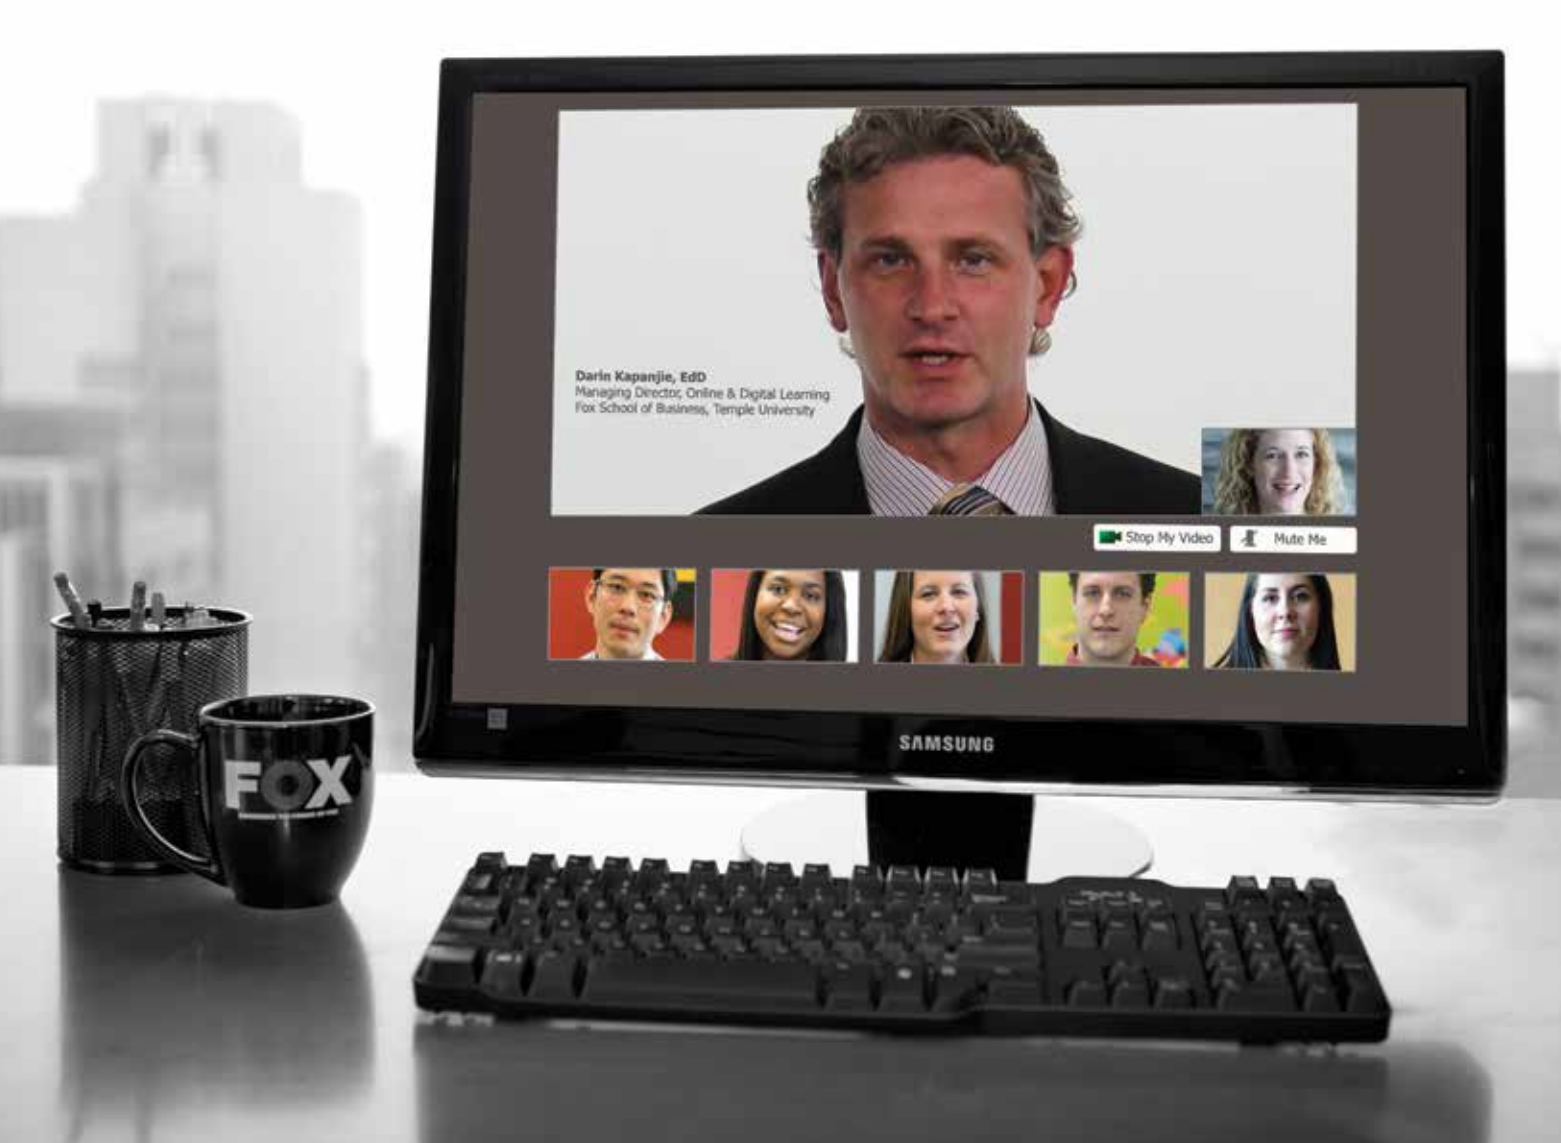 Darin Kapanjie, EdD
Managing Director, Online & Digital Learning
Fox School of Business, Temple University
Stop My Video
Mute Me
SAMSUNG
FOX